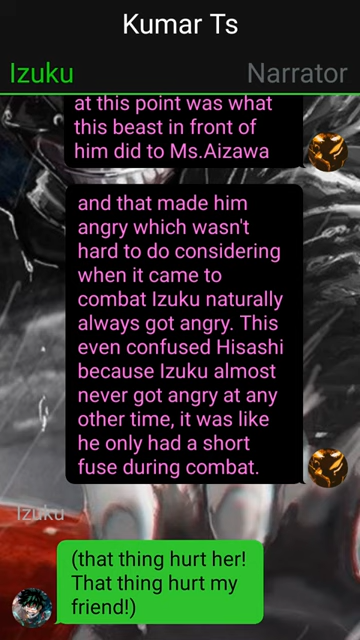 Kumar Ts
Izuku
Narrator
at this point was what
this beast in front of
him did to Ms.Aizawa
and that made him
angry which wasn't
hard to do considering
when it came to
combat Izuku naturally
always got angry. This
even confused Hisashi
because Izuku almost
never got angry at any
other time, it was like
he only had a short
fuse during combat.
Izuku
(that thing hurt her!
That thing hurt my
friend!)